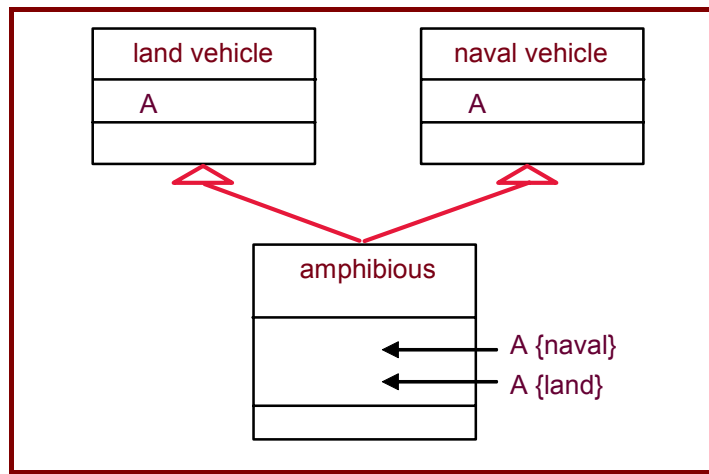 land vehicle
naval vehicle
A
A
amphibious
A {naval}
A {land}